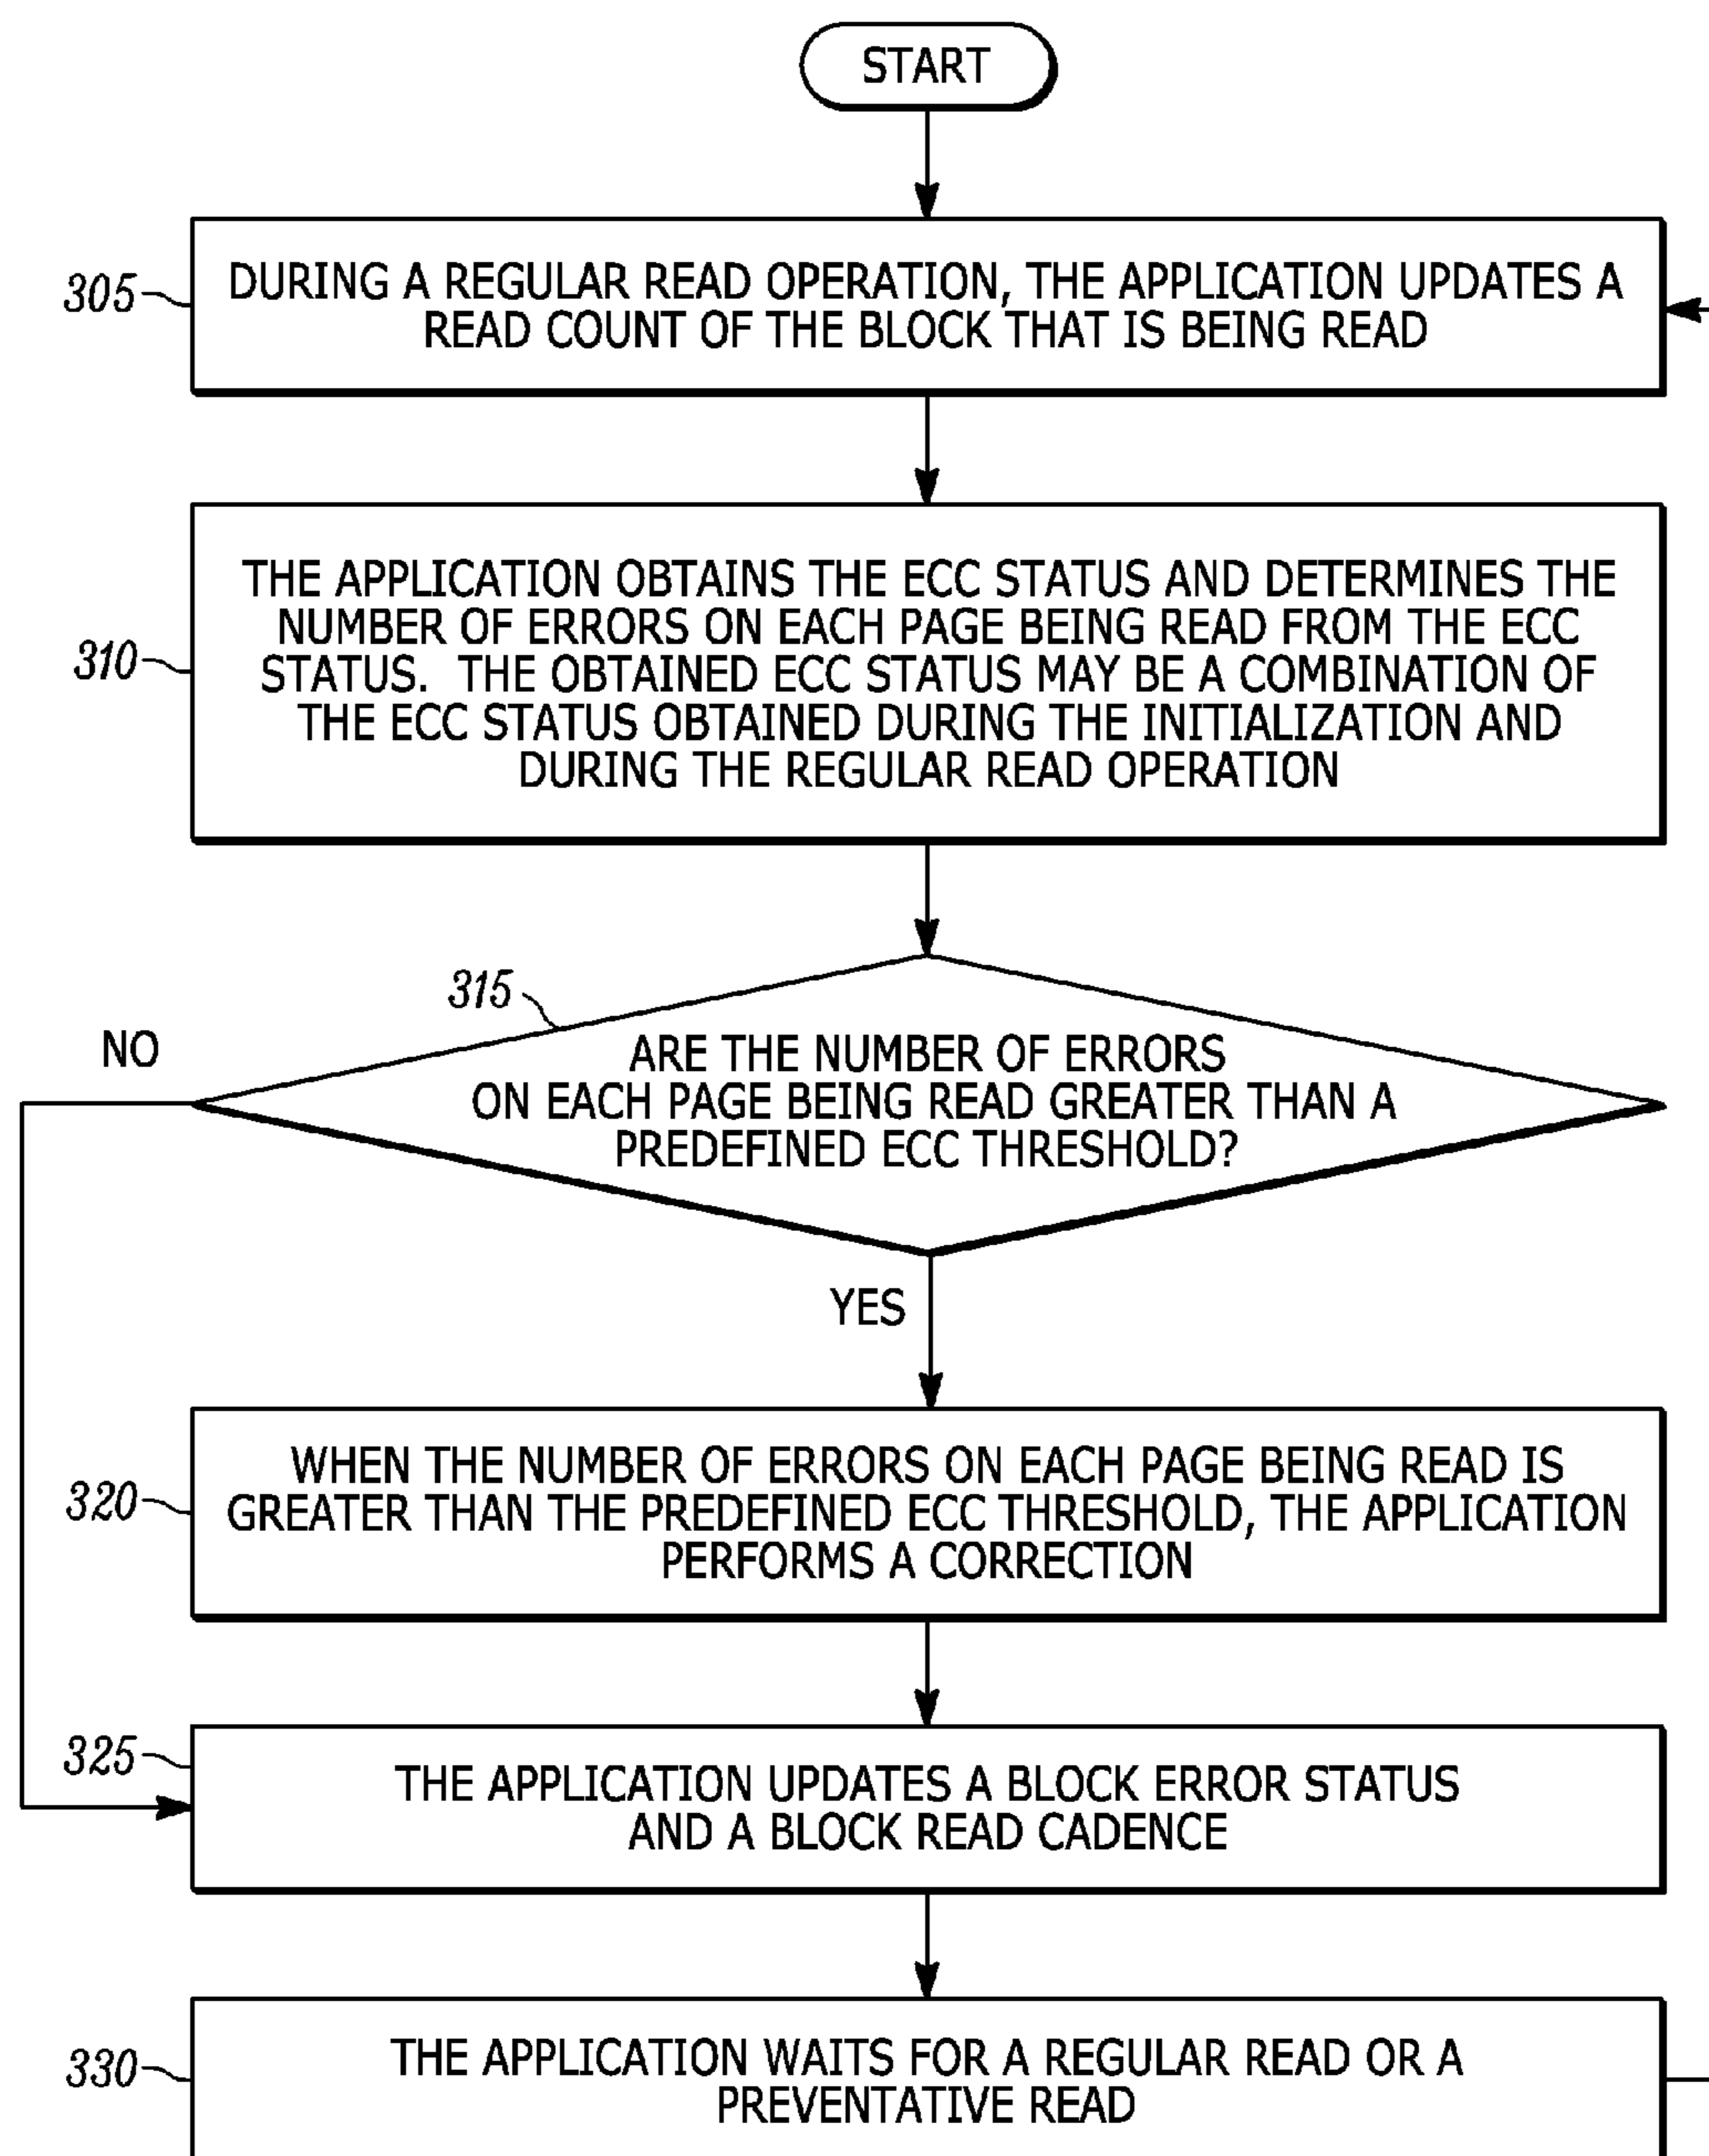 START
305
DURING A REGULAR READ OPERATION, THE APPLICATION UPDATES A
READ COUNT OF THE BLOCK THAT IS BEING READ
310
THE APPLICATION OBTAINS THE ECC STATUS AND DETERMINES THE
NUMBER OF ERRORS ON EACH PAGE BEING READ FROM THE ECC
STATUS. THE OBTAINED ECC STATUS MAY BE A COMBINATION OF
THE ECC STATUS OBTAINED DURING THE INITIALIZATION AND
DURING THE REGULAR READ OPERATION
315
NO
ARE THE NUMBER OF ERRORS
ON EACH PAGE BEING READ GREATER THAN A
PREDEFINED ECC THRESHOLD?
YES
320
WHEN THE NUMBER OF ERRORS ON EACH PAGE BEING READ IS
GREATER THAN THE PREDEFINED ECC THRESHOLD, THE APPLICATION
PERFORMS A CORRECTION
325
THE APPLICATION UPDATES A BLOCK ERROR STATUS
AND A BLOCK READ CADENCE
330
THE APPLICATION WAITS FOR A REGULAR READ OR A
PREVENTATIVE READ